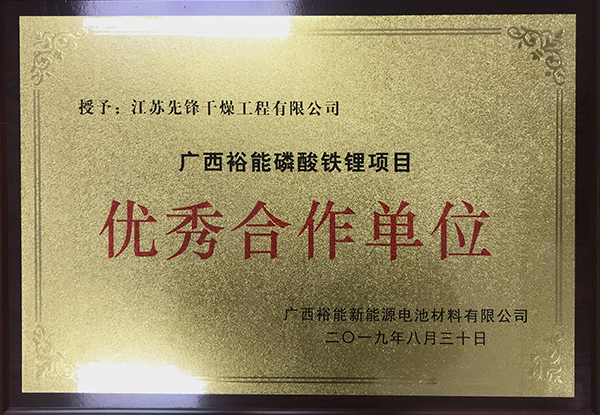 授予：江苏先锋干燥工程有限公司
广西裕能磷酸铁锂项目
优秀合作单位
广西裕能新能源电池材料有限公司
二〇一九年八月三十日